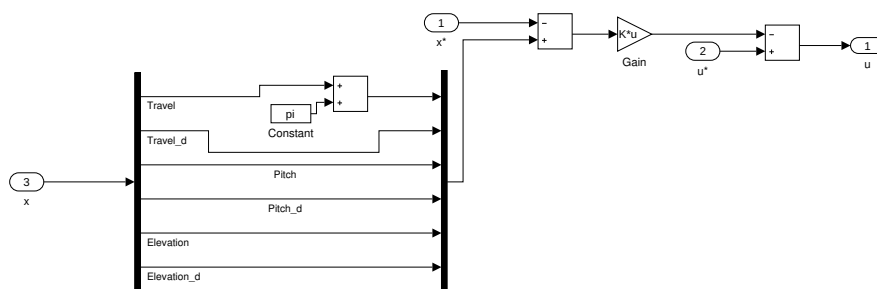 1
x*
−
+
K*u
Gain
2
u*
−
+
1
u
+
+
pi
Constant
Travel
Travel_d
Pitch
3
x
Pitch_d
Elevation
Elevation_d